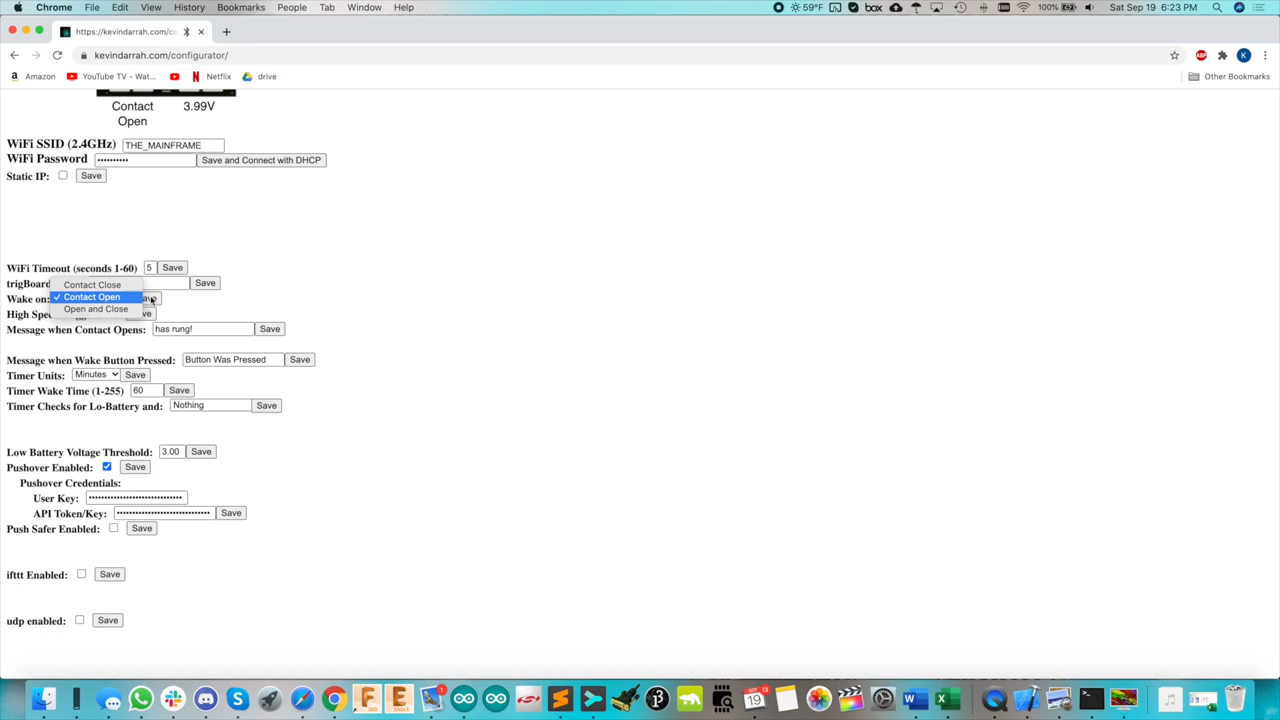 Chrome File Edit View History Bookmarks People Tab Window Help 59°F box 100% Sat Sep 19 6:23 PM
https://kevindarrah.com/cc
kevindarrah.com/configurator/ ABP K
Amazon YouTube TV - Wat... Netflix drive Other Bookmarks
Contact Open 3.99V
WiFi SSID (2.4GHz) THE_MAINFRAME
WiFi Password •••••••••• Save and Connect with DHCP
Static IP: Save
WiFi Timeout (seconds 1-60) 5 Save
trigBoard Save
Contact Close
Wake on: ✓ Contact Open
Open and Close
High Spe
Message when Contact Opens: has rung! Save
Message when Wake Button Pressed: Button Was Pressed Save
Timer Units: Minutes Save
Timer Wake Time (1-255) 60 Save
Timer Checks for Lo-Battery and: Nothing Save
Low Battery Voltage Threshold: 3.00 Save
Pushover Enabled: Save
Pushover Credentials:
User Key:
API Token/Key: Save
Push Safer Enabled: Save
ifttt Enabled: Save
udp enabled: Save